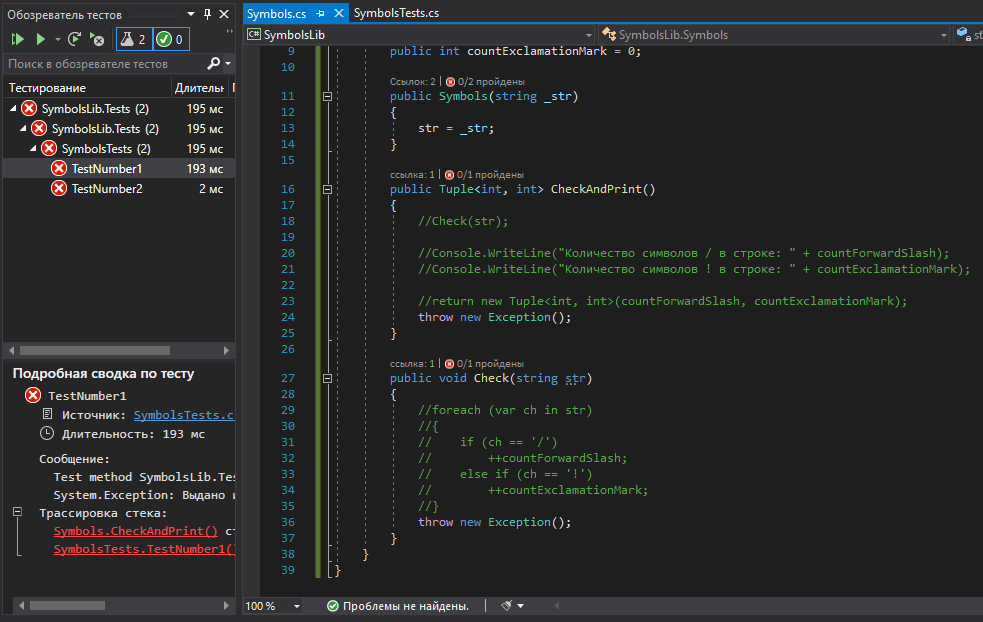 Обозреватель тестов
2
0
Поиск в обозревателе тестов
Тестирование
Длительн
SymbolsLib.Tests (2)
195 мс
SymbolsLib.Tests (2)
195 мс
SymbolsTests (2)
195 мс
TestNumber1
193 мс
TestNumber2
2 мс
Подробная сводка по тесту
TestNumber1
Источник: SymbolsTests.c
Длительность: 193 мс
Сообщение:
Test method SymbolsLib.Te
System.Exception: Выдано
Трассировка стека:
Symbols.CheckAndPrint() ст
SymbolsTests.TestNumber1()
Symbols.cs
SymbolsTests.cs
C# SymbolsLib
SymbolsLib.Symbols
st
9 public int countExclamationMark = 0;
10
Ссылок: 2 | 0/2 пройдены
11 public Symbols(string _str)
12 {
13 str = _str;
14 }
15
ссылка: 1 | 0/1 пройдены
16 public Tuple<int, int> CheckAndPrint()
17 {
18 //Check(str);
19
20 //Console.WriteLine("Количество символов / в строке: " + countForwardSlash);
21 //Console.WriteLine("Количество символов ! в строке: " + countExclamationMark);
22
23 //return new Tuple<int, int>(countForwardSlash, countExclamationMark);
24 throw new Exception();
25 }
26
ссылка: 1 | 0/1 пройдены
27 public void Check(string str)
28 {
29 //foreach (var ch in str)
30 //{
31 // if (ch == '/')
32 // ++countForwardSlash;
33 // else if (ch == '!')
34 // ++countExclamationMark;
35 //}
36 throw new Exception();
37 }
38 }
39 }
100 %
Проблемы не найдены.